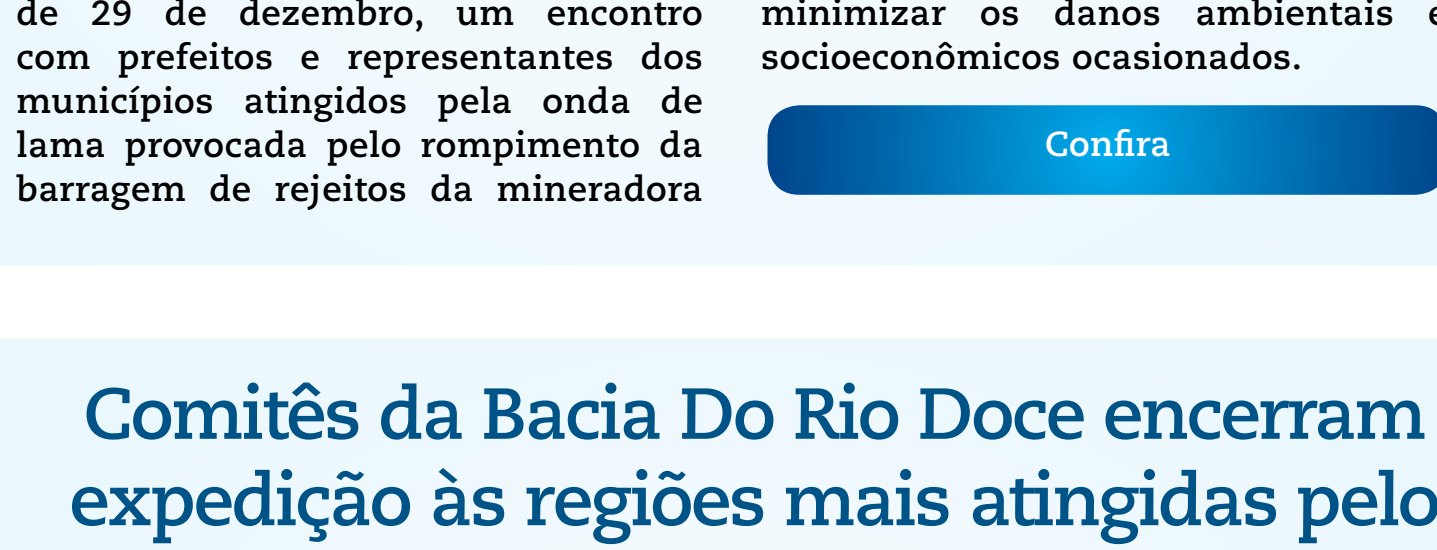 de 29 de dezembro, um encontro
com prefeitos e representantes dos
municípios atingidos pela onda de
lama provocada pelo rompimento da
barragem de rejeitos da mineradora
minimizar os danos ambientais e
socioeconômicos ocasionados.
Confira
Comitês da Bacia Do Rio Doce encerram
expedição às regiões mais atingidas pelo